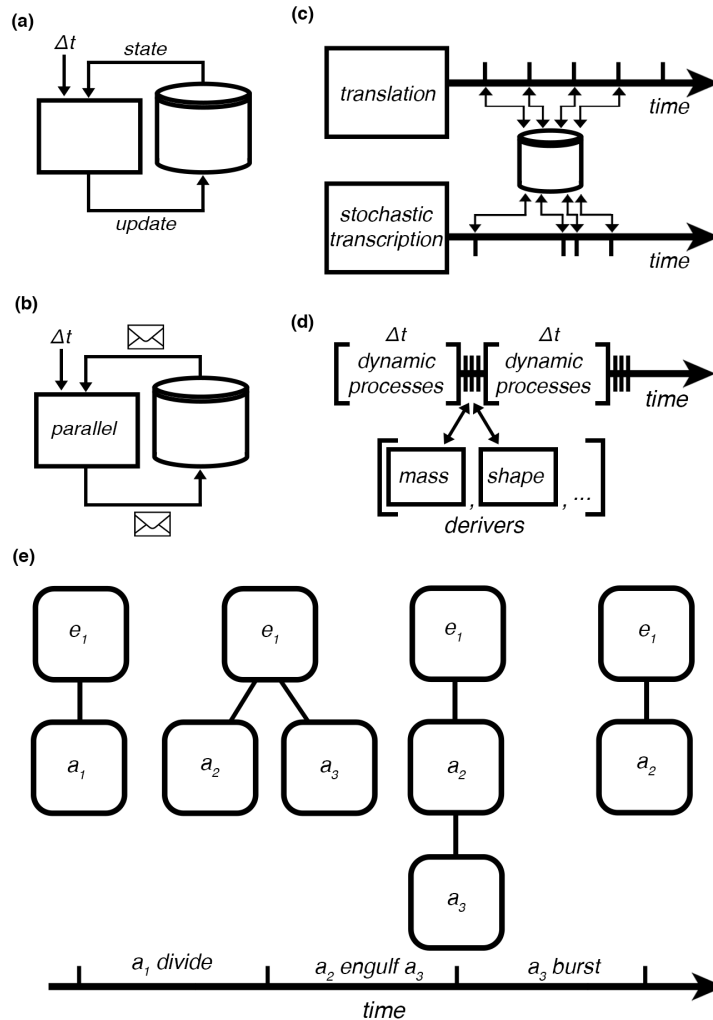 (a)
Δt
state
update
(b)
Δt
parallel
(c)
translation
time
stochastic
transcription
time
(d)
Δt
dynamic
processes
Δt
dynamic
processes
time
mass
, shape
, ...
derivers
(e)
e1
e1
e1
e1
a1
a2
a3
a2
a2
a3
a1 divide
a2 engulf a3
a3 burst
time